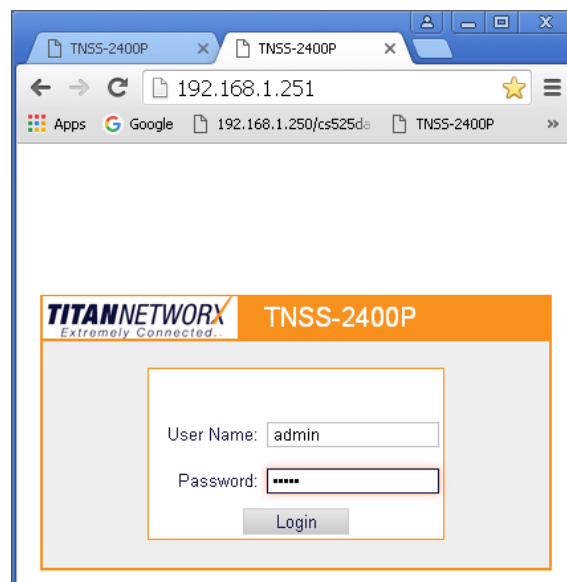 TNSS-2400P TNSS-2400P
192.168.1.251
Apps Google 192.168.1.250/cs525da TNSS-2400P »
TITANNETWORX TNSS-2400P
Extremely Connected..
User Name: admin
Password: •••••
Login